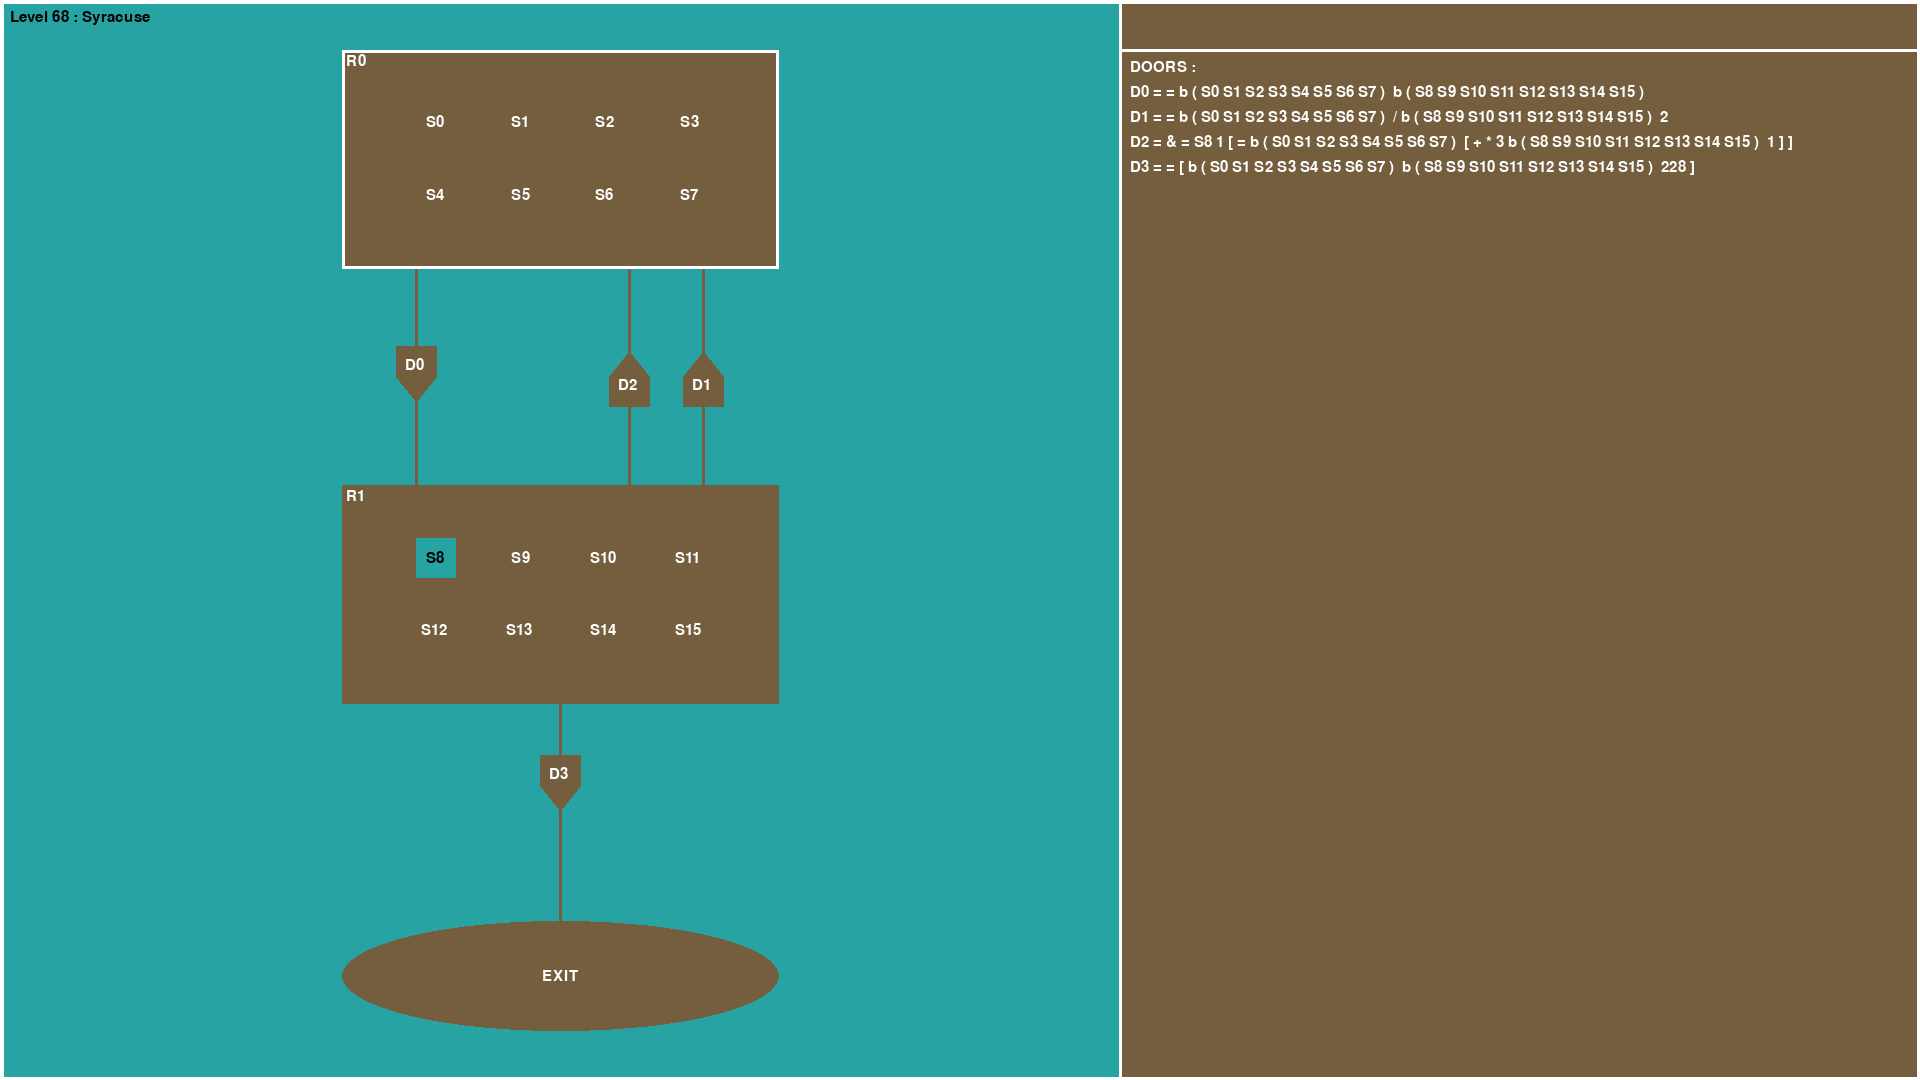 Level 68 : Syracuse
R0
S0 S1 S2 S3
S4 S5 S6 S7
D0 D2 D1
R1
S8 S9 S10 S11
S12 S13 S14 S15
D3
EXIT
DOORS :
D0 = = b ( S0 S1 S2 S3 S4 S5 S6 S7 ) b ( S8 S9 S10 S11 S12 S13 S14 S15 )
D1 = = b ( S0 S1 S2 S3 S4 S5 S6 S7 ) / b ( S8 S9 S10 S11 S12 S13 S14 S15 ) 2
D2 = & = S8 1 [ = b ( S0 S1 S2 S3 S4 S5 S6 S7 ) [ + * 3 b ( S8 S9 S10 S11 S12 S13 S14 S15 ) 1 ] ]
D3 = = [ b ( S0 S1 S2 S3 S4 S5 S6 S7 ) b ( S8 S9 S10 S11 S12 S13 S14 S15 ) 228 ]